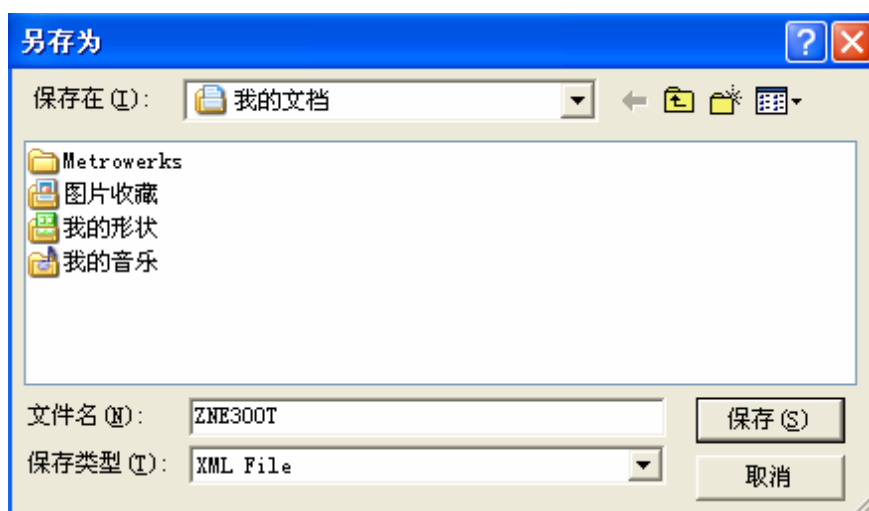 另存为
保存在(I): 我的文档
Metrowerks
图片收藏
我的形状
我的音乐
文件名(N): ZNE300T 保存(S)
保存类型(T): XML File 取消